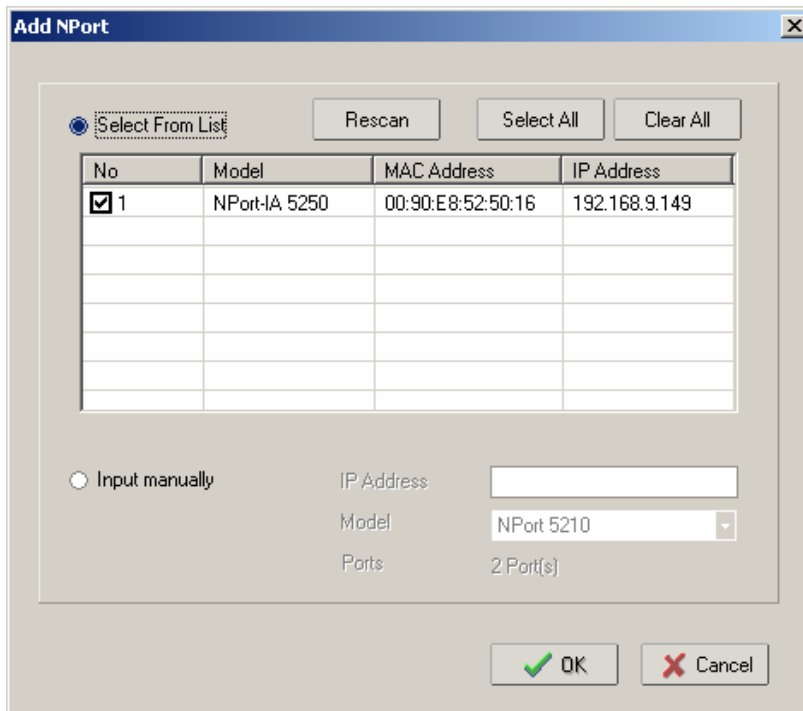 Add NPort
Select From List Rescan Select All Clear All
No Model MAC Address IP Address
1 NPort-IA 5250 00:90:E8:52:50:16 192.168.9.149
Input manually IP Address
Model NPort 5210
Ports 2 Port(s)
OK Cancel